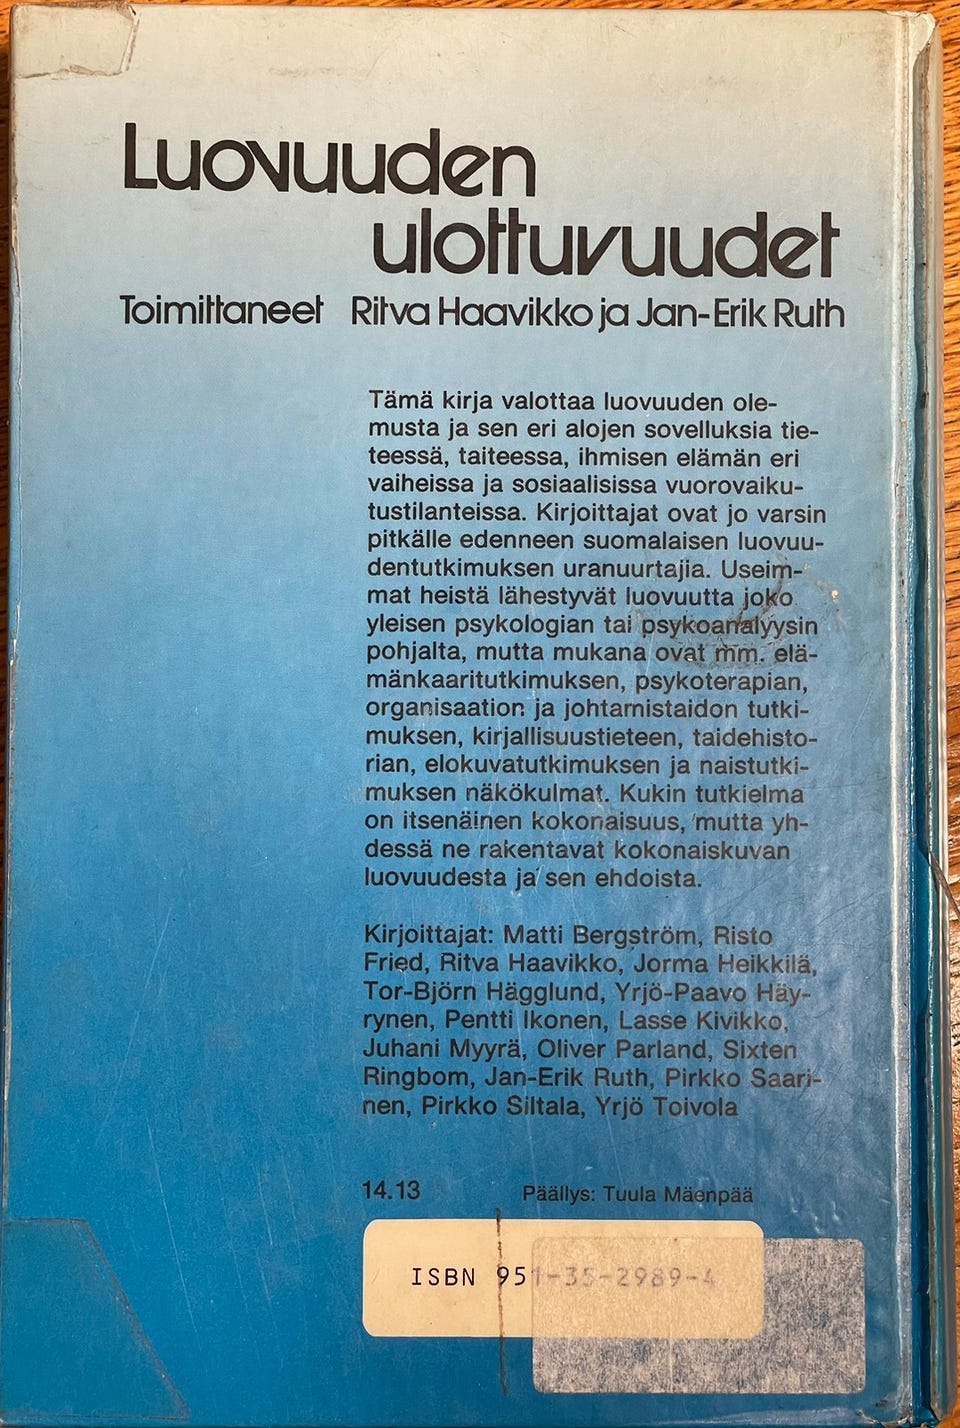 Luovuuden
ulottuvuudet
Toimittaneet Ritva Haavikko ja Jan-Erik Ruth
Tämä kirja valottaa luovuuden ole-
musta ja sen eri alojen sovelluksia tie-
teessä, taiteessa, ihmisen elämän eri
vaiheissa ja sosiaalisissa vuorovaiku-
tustilanteissa. Kirjoittajat ovat jo varsin
pitkälle edenneen suomalaisen luovuu-
dentutkimuksen uranuurtajia. Useim-
mat heistä lähestyvät luovuutta joko
yleisen psykologian tai psykoanalyysin
pohjalta, mutta mukana ovat mm. elä-
mänkaaritutkimuksen, psykoterapian,
organisaation ja johtamistaidon tutki-
muksen, kirjallisuustieteen, taidehisto-
rian, elokuvatutkimuksen ja naistutki-
muksen näkökulmat. Kukin tutkielma
on itsenäinen kokonaisuus, mutta yh-
dessä ne rakentavat kokonaiskuvan
luovuudesta ja sen ehdoista.
Kirjoittajat: Matti Bergström, Risto
Fried, Ritva Haavikko, Jorma Heikkilä,
Tor-Björn Hägglund, Yrjö-Paavo Häy-
rynen, Pentti Ikonen, Lasse Kivikko,
Juhani Myyrä, Oliver Parland, Sixten
Ringbom, Jan-Erik Ruth, Pirkko Saari-
nen, Pirkko Siltala, Yrjö Toivola
14.13 Päällys: Tuula Mäenpää
ISBN 951-35-2989-4